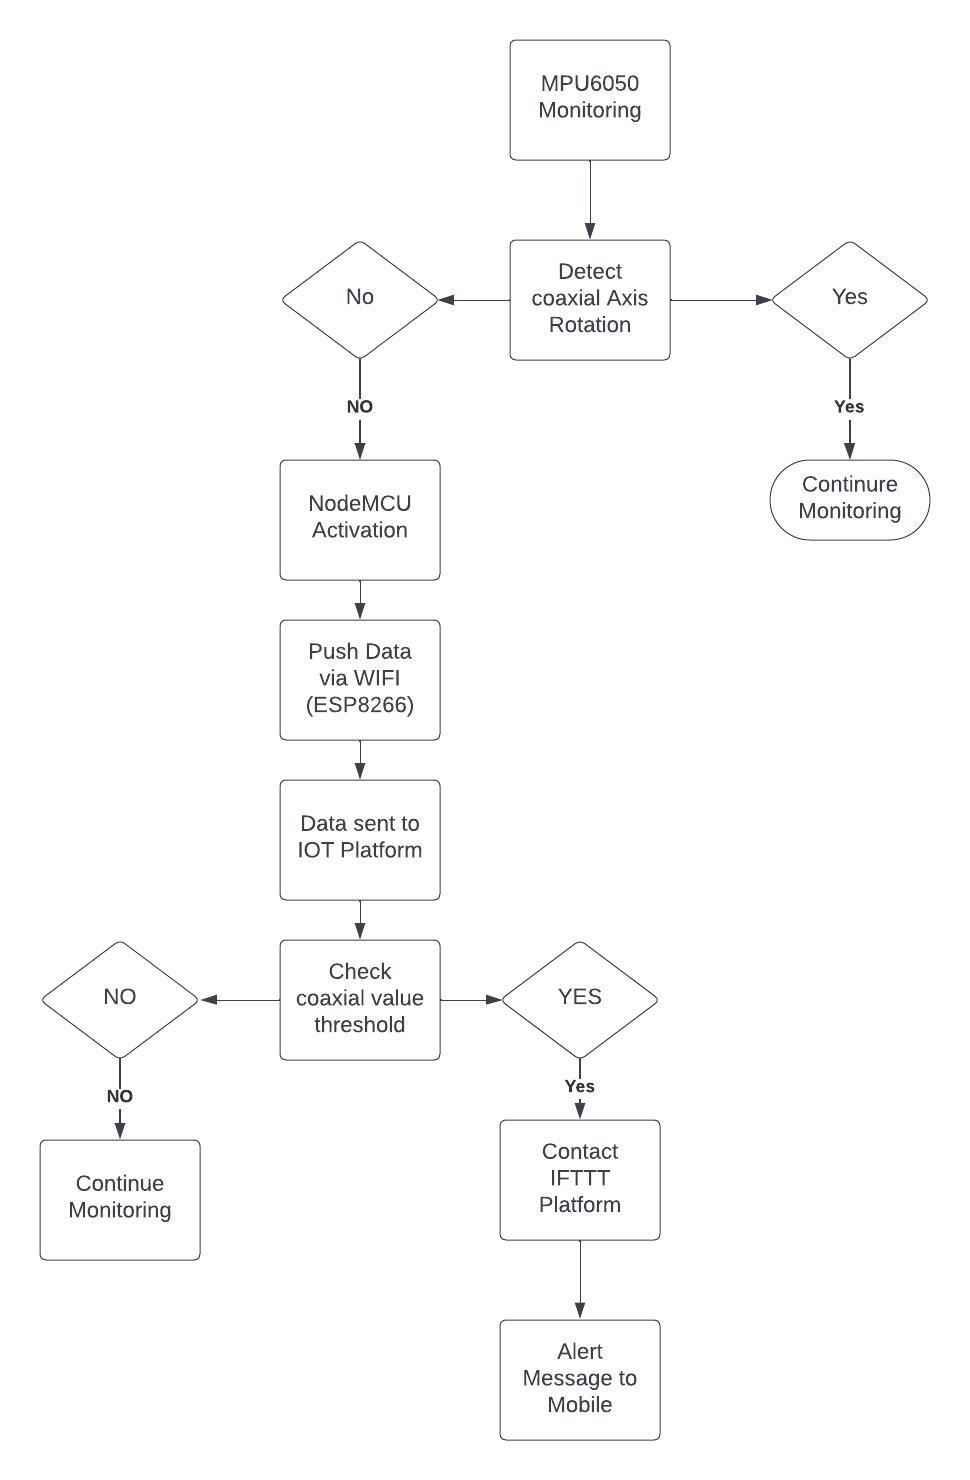 MPU6050
Monitoring
No
Detect
coaxial Axis
Rotation
Yes
NO
Yes
NodeMCU
Activation
Continure
Monitoring
Push Data
via WIFI
(ESP8266)
Data sent to
IOT Platform
NO
Check
coaxial value
threshold
YES
NO
Yes
Continue
Monitoring
Contact
IFTTT
Platform
Alert
Message to
Mobile